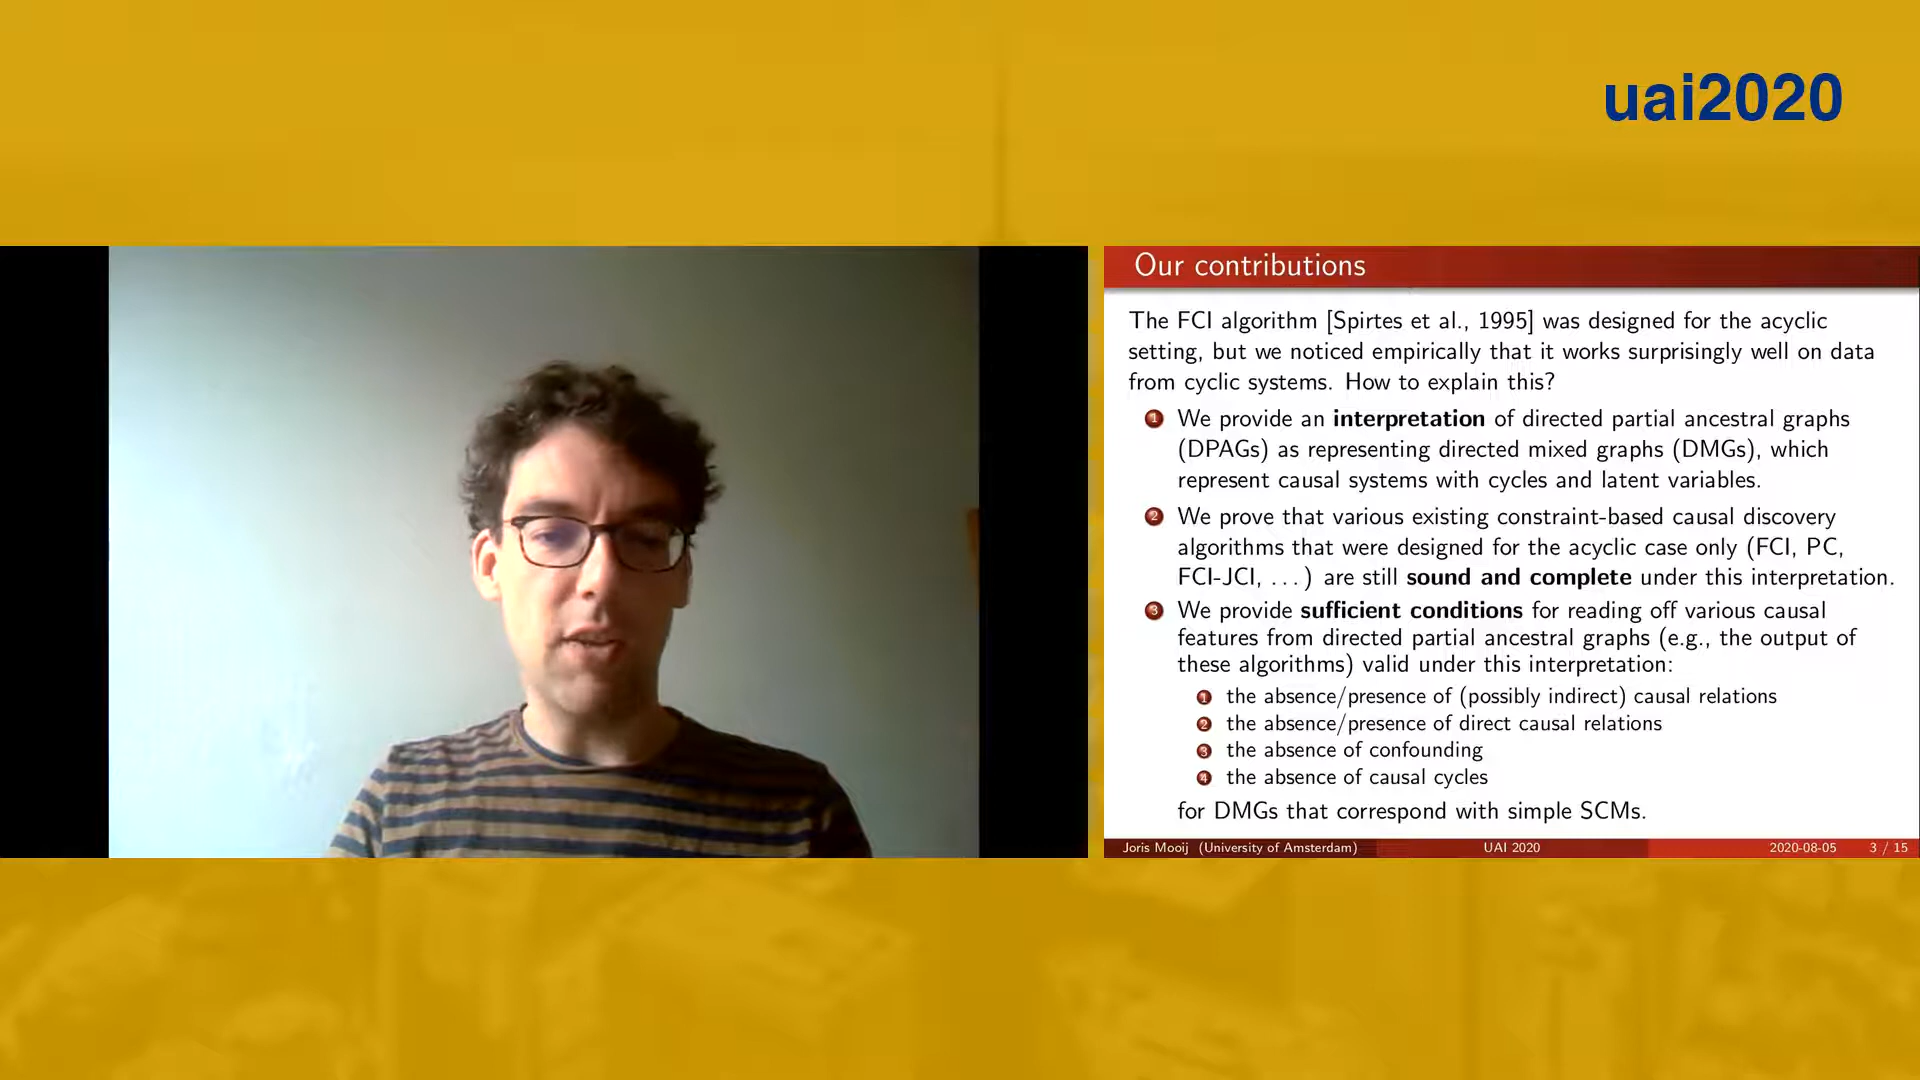 uai2020
Our contributions
The FCI algorithm [Spirtes et al., 1995] was designed for the acyclic
setting, but we noticed empirically that it works surprisingly well on data
from cyclic systems. How to explain this?
1 We provide an interpretation of directed partial ancestral graphs
(DPAGs) as representing directed mixed graphs (DMGs), which
represent causal systems with cycles and latent variables.
2 We prove that various existing constraint-based causal discovery
algorithms that were designed for the acyclic case only (FCI, PC,
FCI-JCI, ...) are still sound and complete under this interpretation.
3 We provide sufficient conditions for reading off various causal
features from directed partial ancestral graphs (e.g., the output of
these algorithms) valid under this interpretation:
1 the absence/presence of (possibly indirect) causal relations
2 the absence/presence of direct causal relations
3 the absence of confounding
4 the absence of causal cycles
for DMGs that correspond with simple SCMs.
Joris Mooij (University of Amsterdam) UAI 2020 2020-08-05 3 / 15